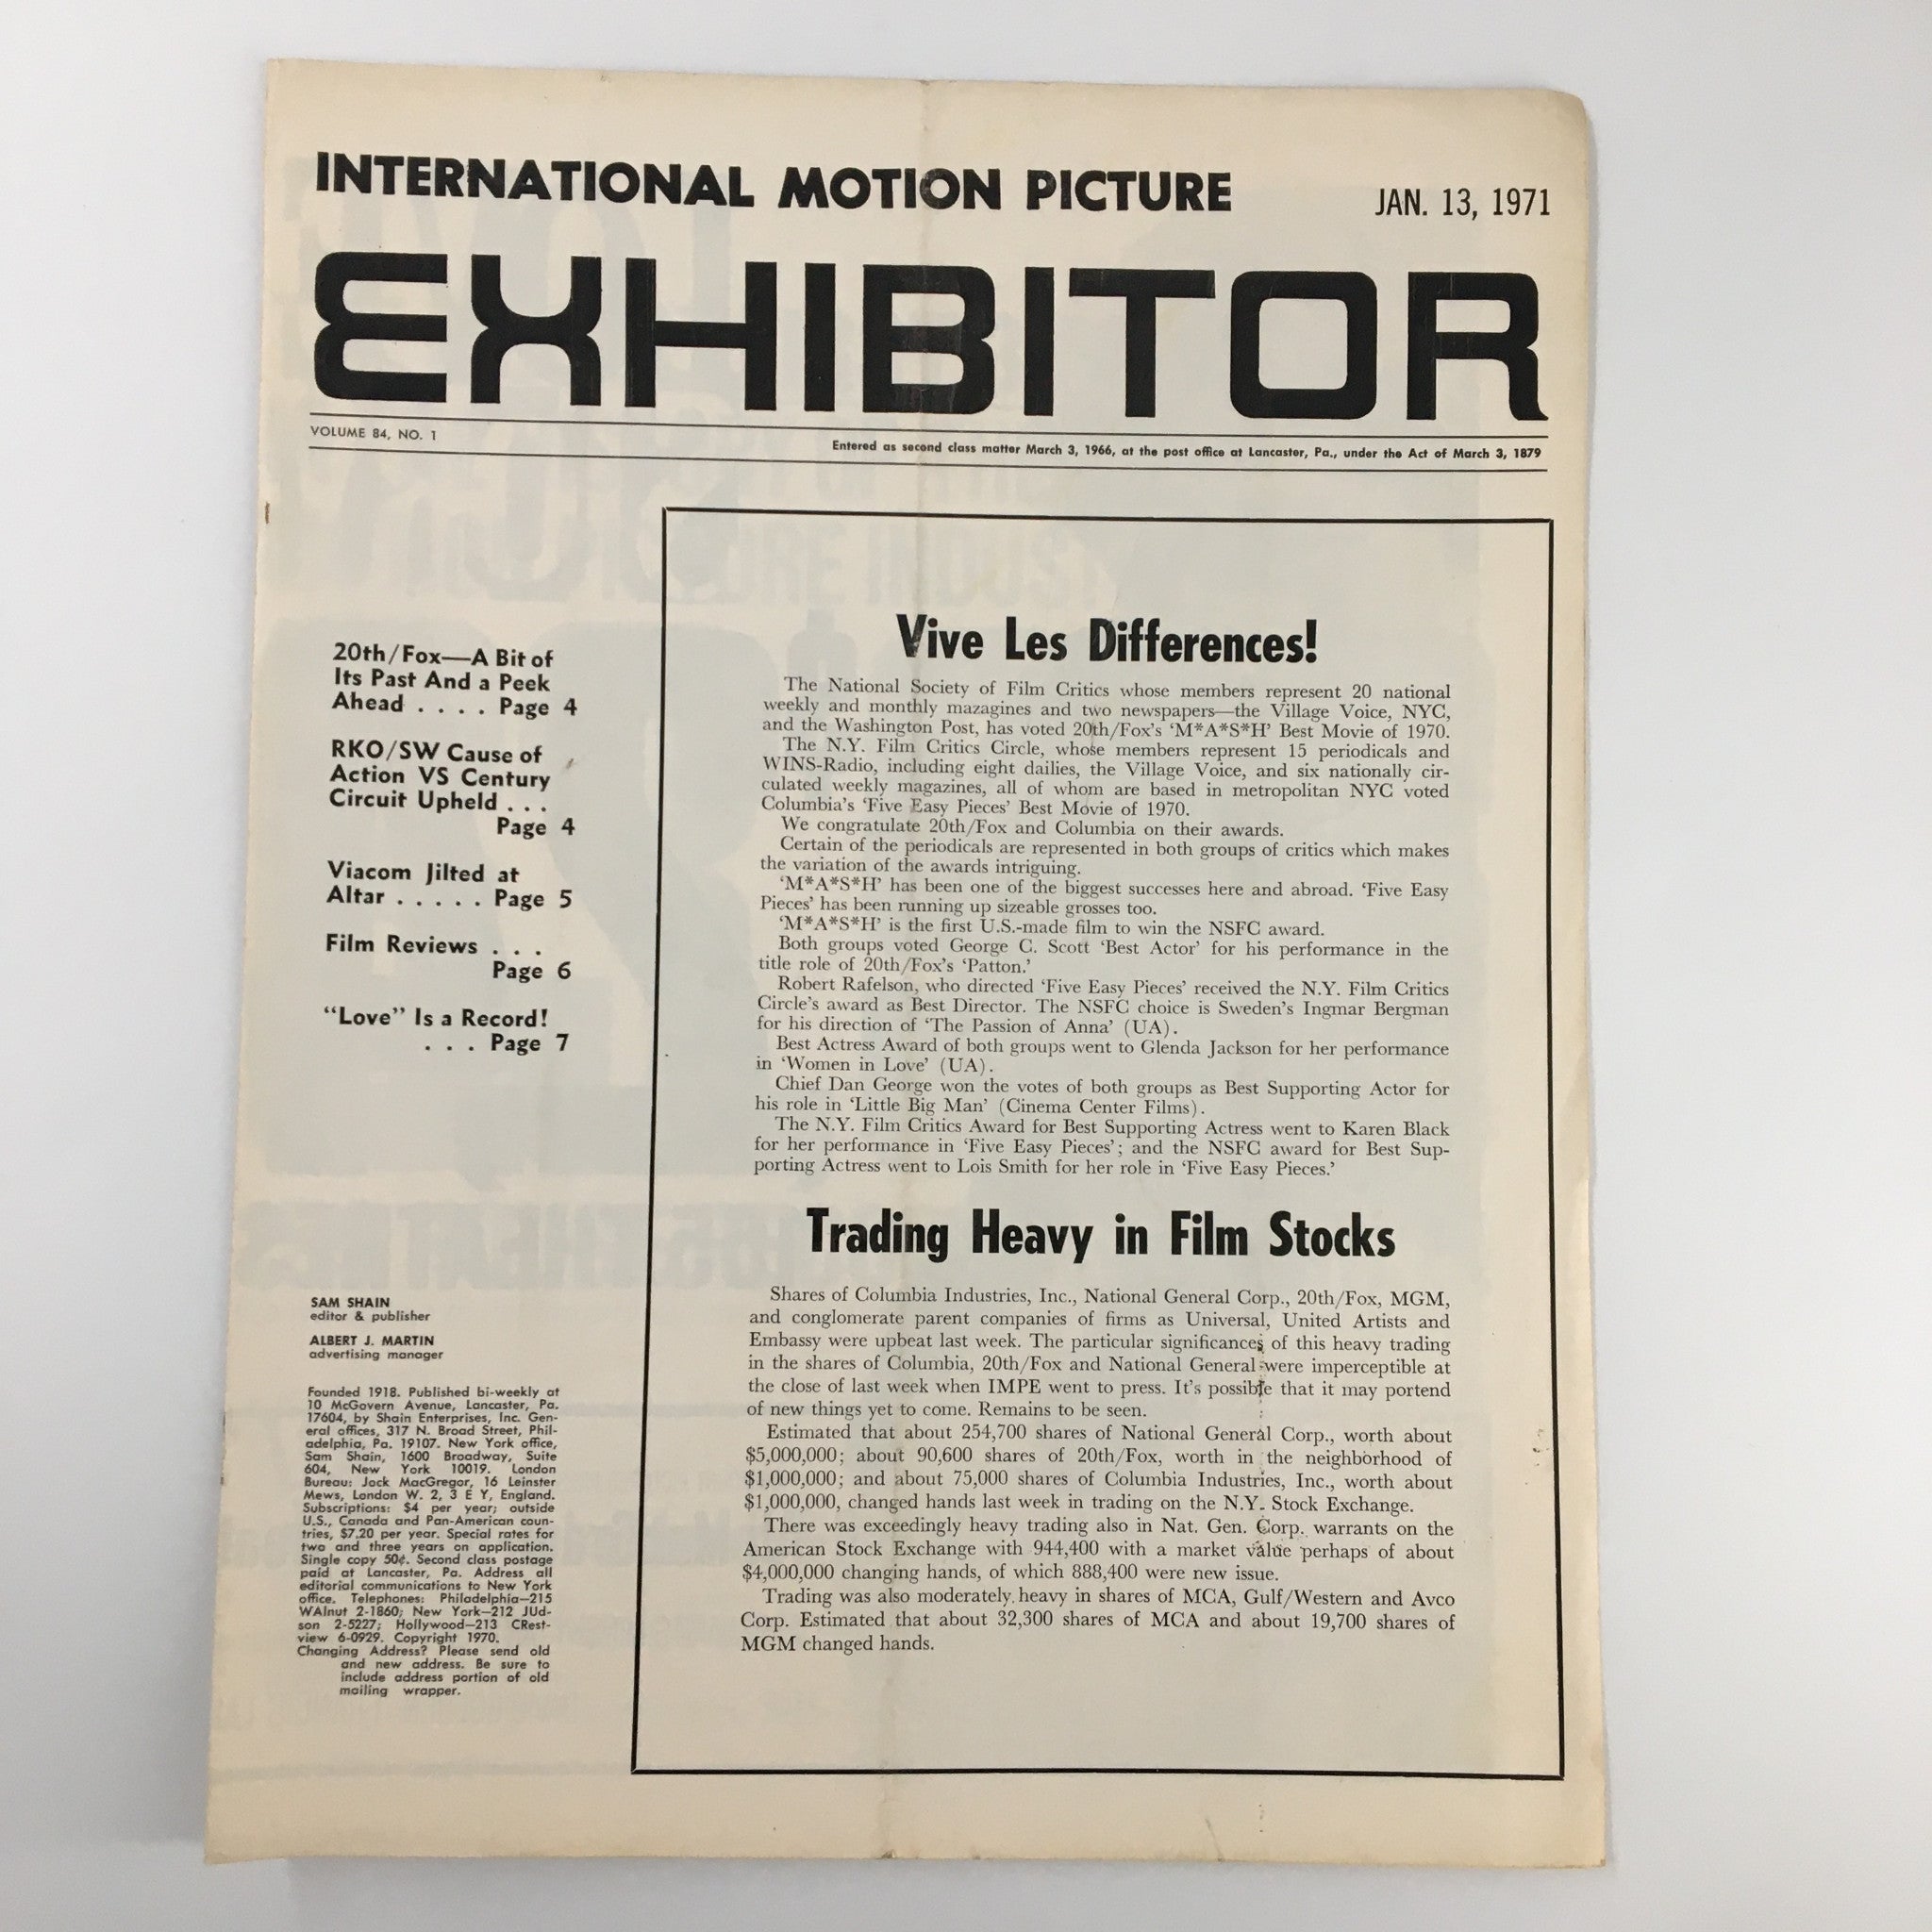 INTERNATIONAL MOTION PICTURE
JAN. 13, 1971
EXHIBITOR
VOLUME 84, NO. 1
Entered as second class matter March 3, 1966, at the post office at Lancaster, Pa., under the Act of March 3, 1879
20th/Fox—A Bit of
Its Past And a Peek
Ahead . . . . Page 4
RKO/SW Cause of
Action VS Century
Circuit Upheld . . .
Page 4
Viacom Jilted at
Altar . . . . . Page 5
Film Reviews . . .
Page 6
“Love” Is a Record!
. . . Page 7
SAM SHAIN
editor & publisher
ALBERT J. MARTIN
advertising manager
Founded 1918. Published bi-weekly at
10 McGovern Avenue, Lancaster, Pa.
17604, by Shain Enterprises, Inc. Gen-
eral offices, 317 N. Broad Street, Phil-
adelphia, Pa. 19107. New York office,
Sam Shain, 1600 Broadway, Suite
604, New York 10019. London
Bureau: Jock MacGregor, 16 Leinster
Mews, London W. 2, 3 E Y, England.
Subscriptions: $4 per year; outside
U.S., Canada and Pan-American coun-
tries, $7.20 per year. Special rates for
two and three years on application.
Single copy 50¢. Second class postage
paid at Lancaster, Pa. Address all
editorial communications to New York
office. Telephones: Philadelphia—215
WAlnut 2-1860; New York—212 JUd-
son 2-5227; Hollywood—213 CRest-
view 6-0929. Copyright 1970.
Changing Address? Please send old
and new address. Be sure to
include address portion of old
mailing wrapper.
Vive Les Differences!
The National Society of Film Critics whose members represent 20 national
weekly and monthly mazagines and two newspapers—the Village Voice, NYC,
and the Washington Post, has voted 20th/Fox's ‘M*A*S*H’ Best Movie of 1970.
The N.Y. Film Critics Circle, whose members represent 15 periodicals and
WINS-Radio, including eight dailies, the Village Voice, and six nationally cir-
culated weekly magazines, all of whom are based in metropolitan NYC voted
Columbia's ‘Five Easy Pieces’ Best Movie of 1970.
We congratulate 20th/Fox and Columbia on their awards.
Certain of the periodicals are represented in both groups of critics which makes
the variation of the awards intriguing.
‘M*A*S*H’ has been one of the biggest successes here and abroad. ‘Five Easy
Pieces’ has been running up sizeable grosses too.
‘M*A*S*H’ is the first U.S.-made film to win the NSFC award.
Both groups voted George C. Scott ‘Best Actor’ for his performance in the
title role of 20th/Fox's ‘Patton.’
Robert Rafelson, who directed ‘Five Easy Pieces’ received the N.Y. Film Critics
Circle's award as Best Director. The NSFC choice is Sweden's Ingmar Bergman
for his direction of ‘The Passion of Anna’ (UA).
Best Actress Award of both groups went to Glenda Jackson for her performance
in ‘Women in Love’ (UA).
Chief Dan George won the votes of both groups as Best Supporting Actor for
his role in ‘Little Big Man’ (Cinema Center Films).
The N.Y. Film Critics Award for Best Supporting Actress went to Karen Black
for her performance in ‘Five Easy Pieces’; and the NSFC award for Best Sup-
porting Actress went to Lois Smith for her role in ‘Five Easy Pieces.’
Trading Heavy in Film Stocks
Shares of Columbia Industries, Inc., National General Corp., 20th/Fox, MGM,
and conglomerate parent companies of firms as Universal, United Artists and
Embassy were upbeat last week. The particular significances of this heavy trading
in the shares of Columbia, 20th/Fox and National General were imperceptible at
the close of last week when IMPE went to press. It's possible that it may portend
of new things yet to come. Remains to be seen.
Estimated that about 254,700 shares of National General Corp., worth about
$5,000,000; about 90,600 shares of 20th/Fox, worth in the neighborhood of
$1,000,000; and about 75,000 shares of Columbia Industries, Inc., worth about
$1,000,000, changed hands last week in trading on the N.Y. Stock Exchange.
There was exceedingly heavy trading also in Nat. Gen. Corp. warrants on the
American Stock Exchange with 944,400 with a market value perhaps of about
$4,000,000 changing hands, of which 888,400 were new issue.
Trading was also moderately heavy in shares of MCA, Gulf/Western and Avco
Corp. Estimated that about 32,300 shares of MCA and about 19,700 shares of
MGM changed hands.